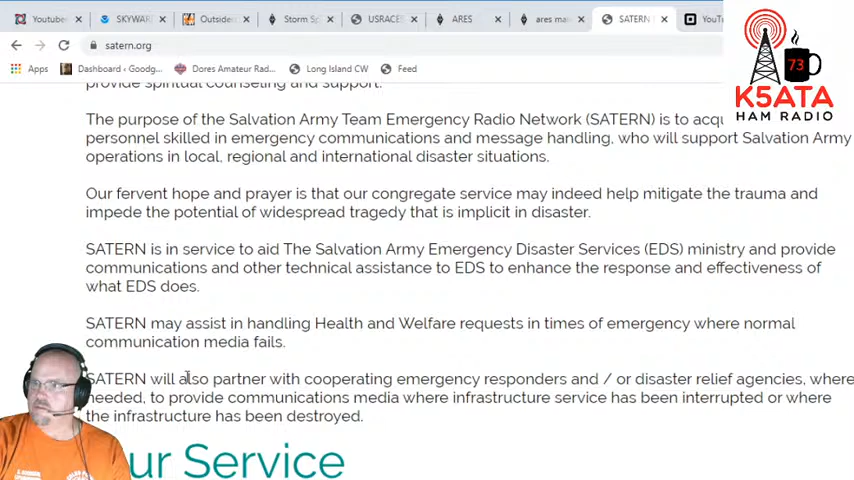 Youtube
SKYWAR
Outside
Storm Sp
USRACE
ARES
ares ma
SATERN
YouTu
satern.org
Apps Dashboard ‹ Goodg... Dores Amateur Rad... Long Island CW Feed
73
K5ATA
HAM RADIO
provide spiritual counseling and support.
The purpose of the Salvation Army Team Emergency Radio Network (SATERN) is to acqu
personnel skilled in emergency communications and message handling, who will support Salvation Army
operations in local, regional and international disaster situations.
Our fervent hope and prayer is that our congregate service may indeed help mitigate the trauma and
impede the potential of widespread tragedy that is implicit in disaster.
SATERN is in service to aid The Salvation Army Emergency Disaster Services (EDS) ministry and provide
communications and other technical assistance to EDS to enhance the response and effectiveness of
what EDS does.
SATERN may assist in handling Health and Welfare requests in times of emergency where normal
communication media fails.
SATERN will also partner with cooperating emergency responders and / or disaster relief agencies, where
needed, to provide communications media where infrastructure service has been interrupted or where
the infrastructure has been destroyed.
ur Service